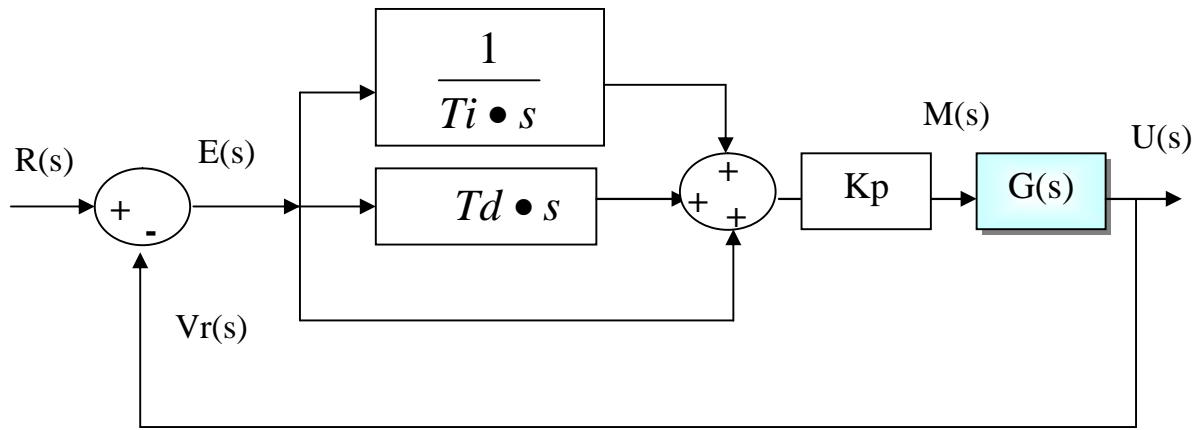 1
Ti • s
R(s)
E(s)
M(s)
U(s)
+
-
Td • s
+
+
+
Kp
G(s)
Vr(s)